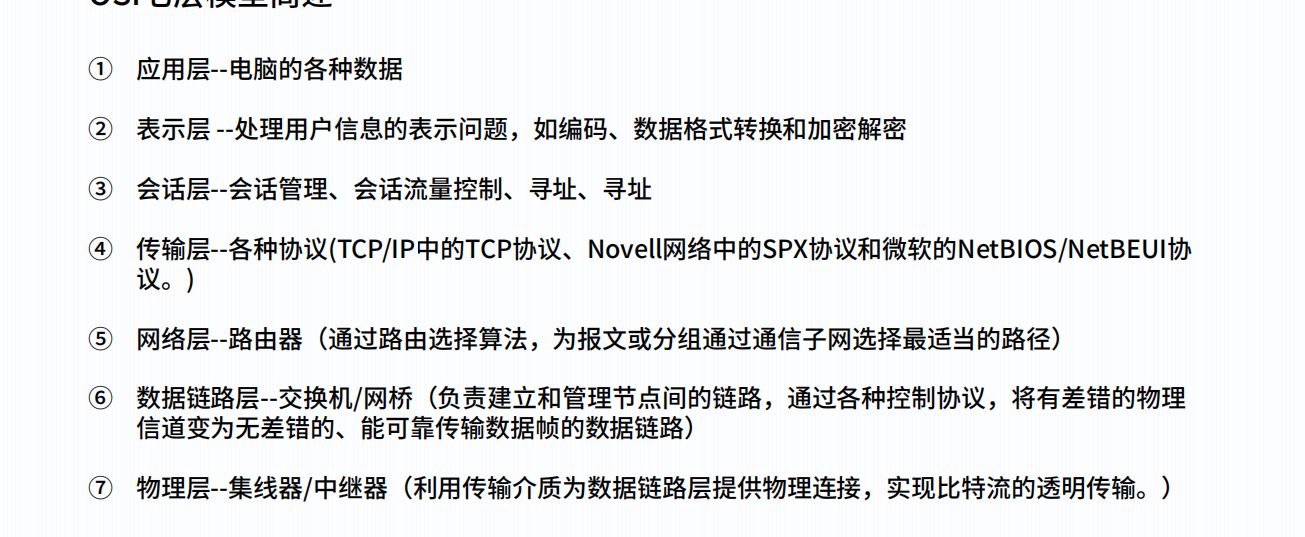 ① 应用层--电脑的各种数据
② 表示层 --处理用户信息的表示问题，如编码、数据格式转换和加密解密
③ 会话层--会话管理、会话流量控制、寻址、寻址
④ 传输层--各种协议(TCP/IP中的TCP协议、Novell网络中的SPX协议和微软的NetBIOS/NetBEUI协
议。)
⑤ 网络层--路由器（通过路由选择算法，为报文或分组通过通信子网选择最适当的路径）
⑥ 数据链路层--交换机/网桥（负责建立和管理节点间的链路，通过各种控制协议，将有差错的物理
信道变为无差错的、能可靠传输数据帧的数据链路）
⑦ 物理层--集线器/中继器（利用传输介质为数据链路层提供物理连接，实现比特流的透明传输。）